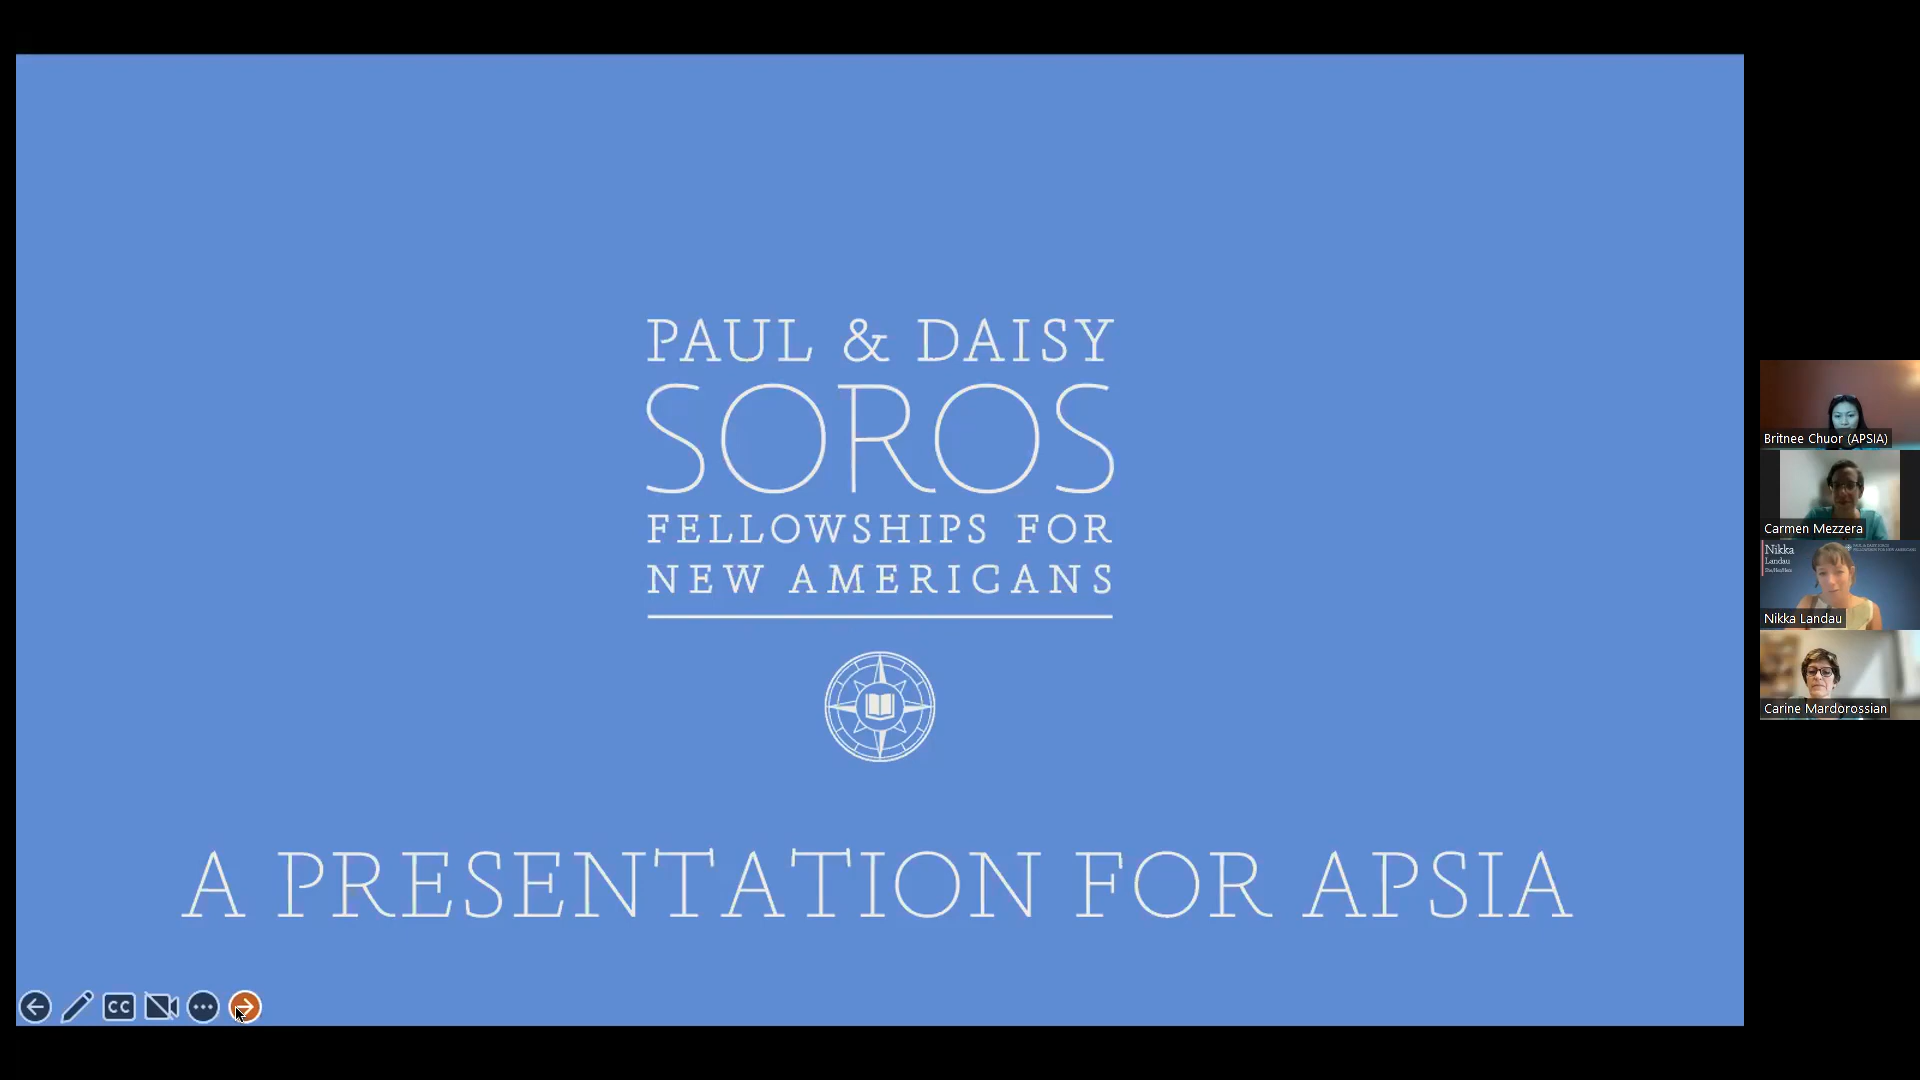 PAUL & DAISY
SOROS
FELLOWSHIPS FOR
NEW AMERICANS
A PRESENTATION FOR APSIA
CC
Britnee Chuor (APSIA)
Carmen Mezzera
Nikka
Landau
Nikka Landau
Carine Mardorossian